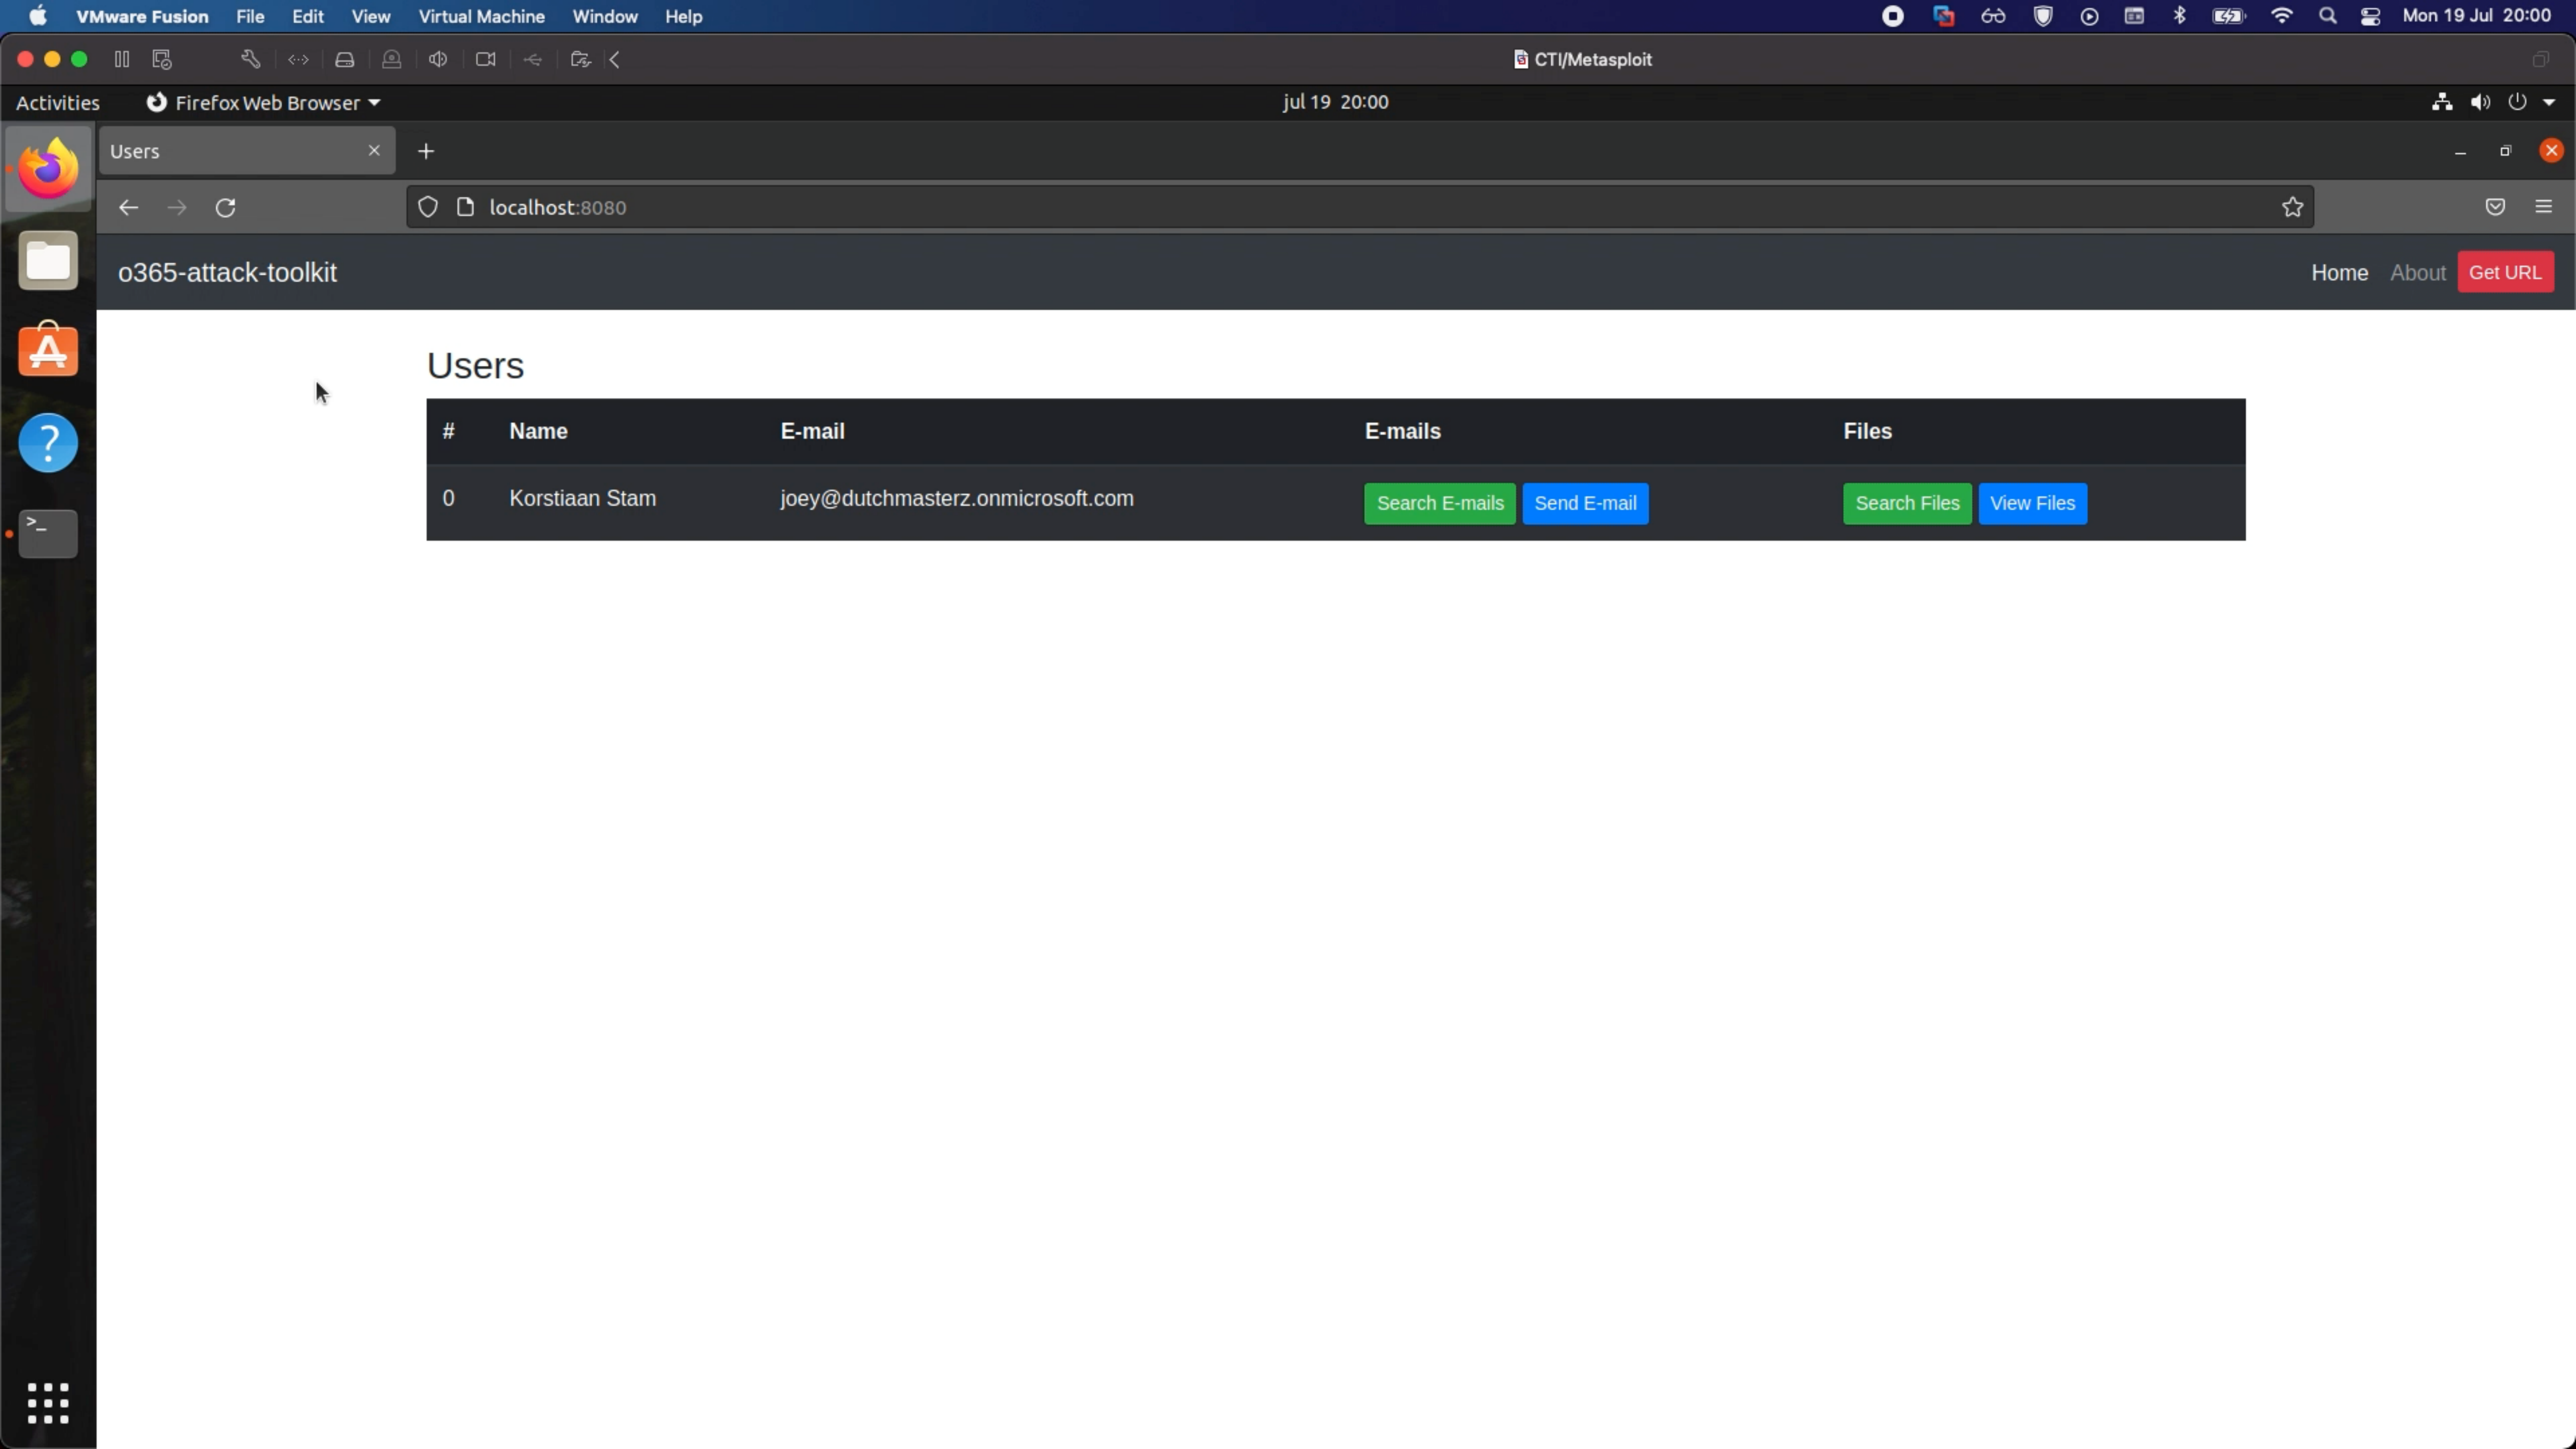 VMware Fusion File Edit View Virtual Machine Window Help Mon 19 Jul 20:00
CTI/Metasploit
Activities Firefox Web Browser jul 19 20:00
Users
localhost:8080
o365-attack-toolkit Home About Get URL
Users
# Name E-mail E-mails Files
0 Korstiaan Stam joey@dutchmasterz.onmicrosoft.com Search E-mails Send E-mail Search Files View Files